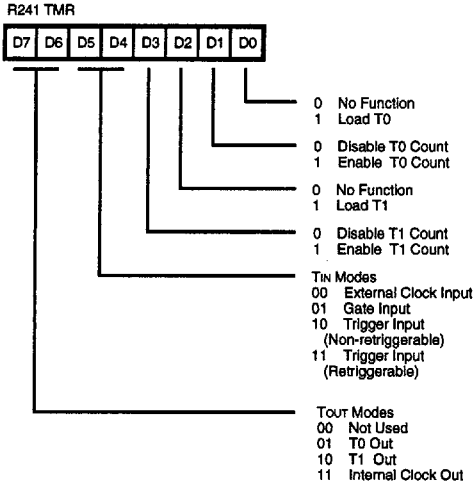 R241 TMR
D7 D6 D5 D4 D3 D2 D1 D0
0 No Function
1 Load T0
0 Disable T0 Count
1 Enable T0 Count
0 No Function
1 Load T1
0 Disable T1 Count
1 Enable T1 Count
TIN Modes
00 External Clock Input
01 Gate Input
10 Trigger Input
(Non-retriggerable)
11 Trigger Input
(Retriggerable)
TOUT Modes
00 Not Used
01 T0 Out
10 T1 Out
11 Internal Clock Out